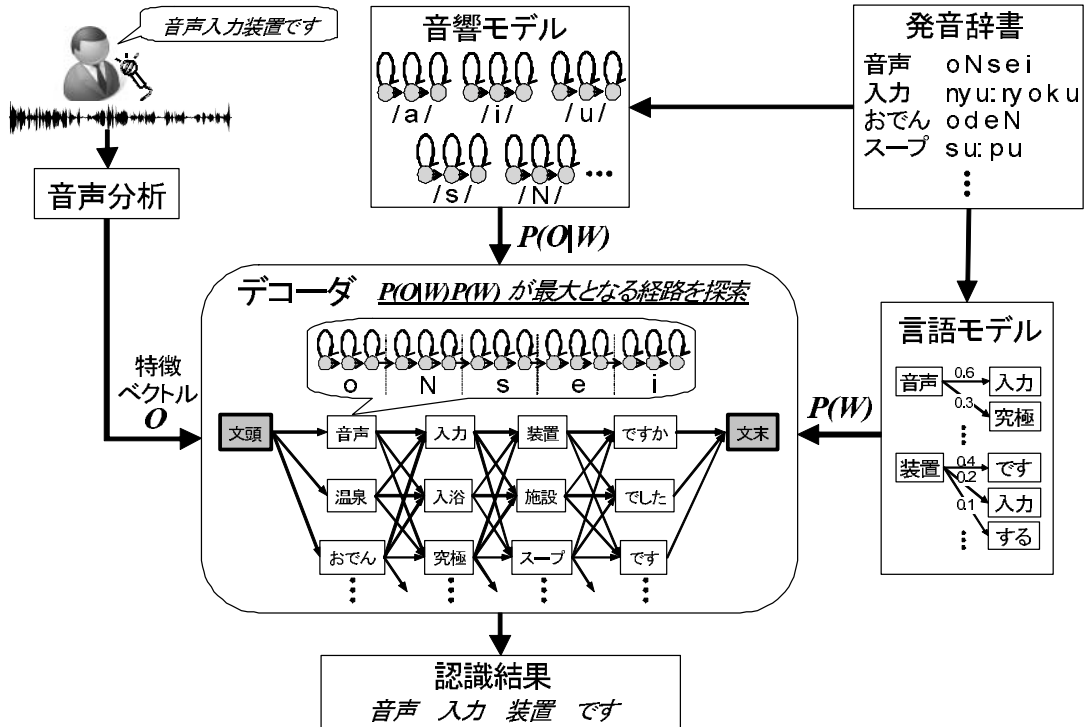 音声入力装置です
音声分析
特徴
ベクトル
O
音響モデル
/a/ /i/ /u/
/s/ /N/ …
P(O|W)
発音辞書
音声 oNsei
入力 nyu:ryoku
おでん odeN
スープ su:pu
⋮
デコーダ P(O|W)P(W) が最大となる経路を探索
o N s e i
文頭 音声 入力 装置 ですか 文末
温泉 入浴 施設 でした
おでん 究極 スープ です
⋮ ⋮ ⋮ ⋮
P(W)
言語モデル
音声 0.6 入力
0.3 究極
⋮
装置 0.4 です
0.2 入力
0.1 する
⋮
認識結果
音声 入力 装置 です